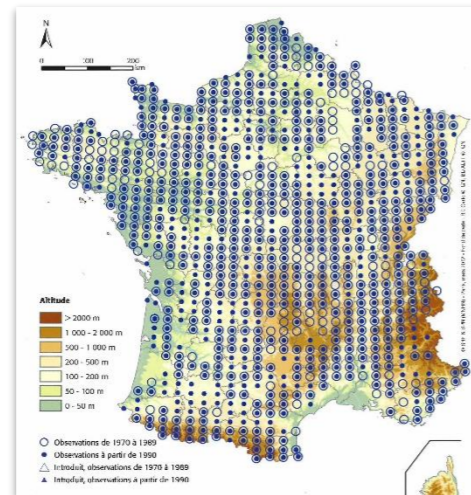 N
0 100 200
km
Altitude
> 2000 m
1 000 - 2 000 m
500 - 1 000 m
200 - 500 m
100 - 200 m
50 - 100 m
0 - 50 m
Observations de 1970 à 1989
Observations à partir de 1990
Introduit, observations de 1970 à 1989
Introduit, observations à partir de 1990